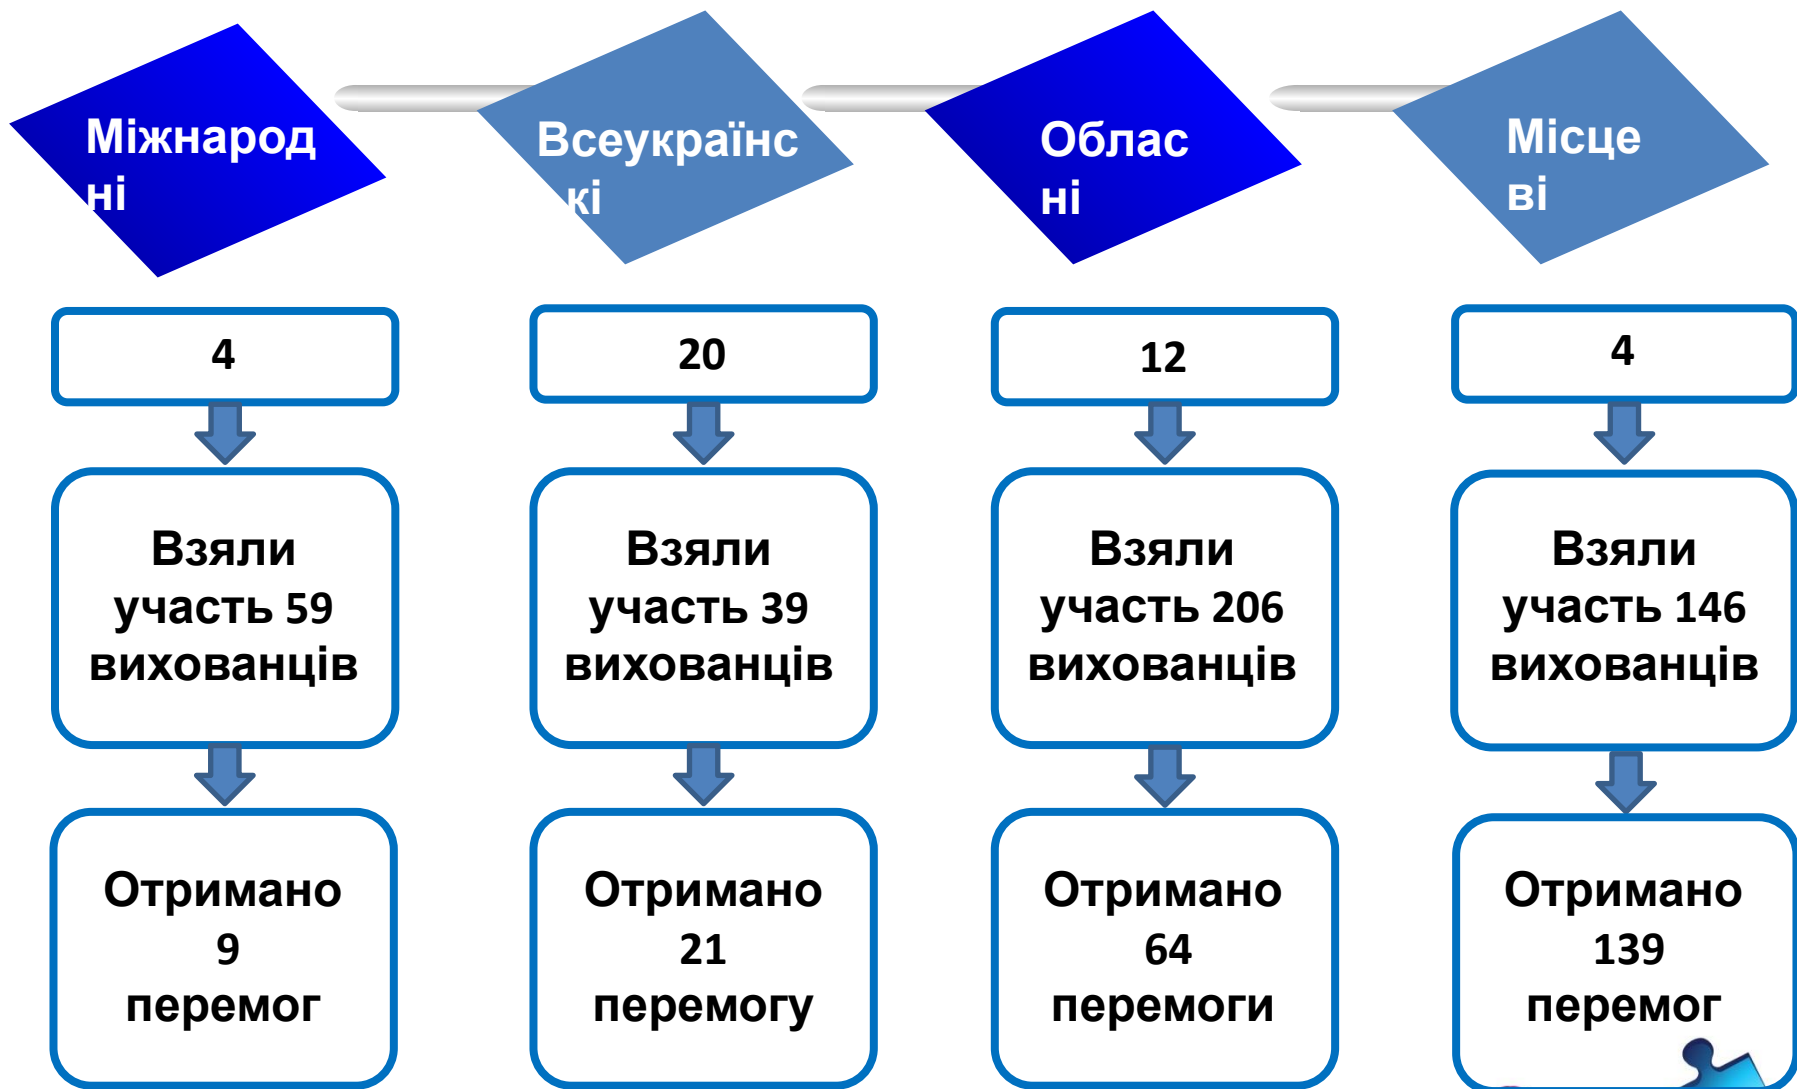 Міжнарод
ні
Всеукраїнс
кі
Облас
ні
Місце
ві
4
20
12
4
Взяли
участь 59
вихованців
Взяли
участь 39
вихованців
Взяли
участь 206
вихованців
Взяли
участь 146
вихованців
Отримано
9
перемог
Отримано
21
перемогу
Отримано
64
перемоги
Отримано
139
перемог